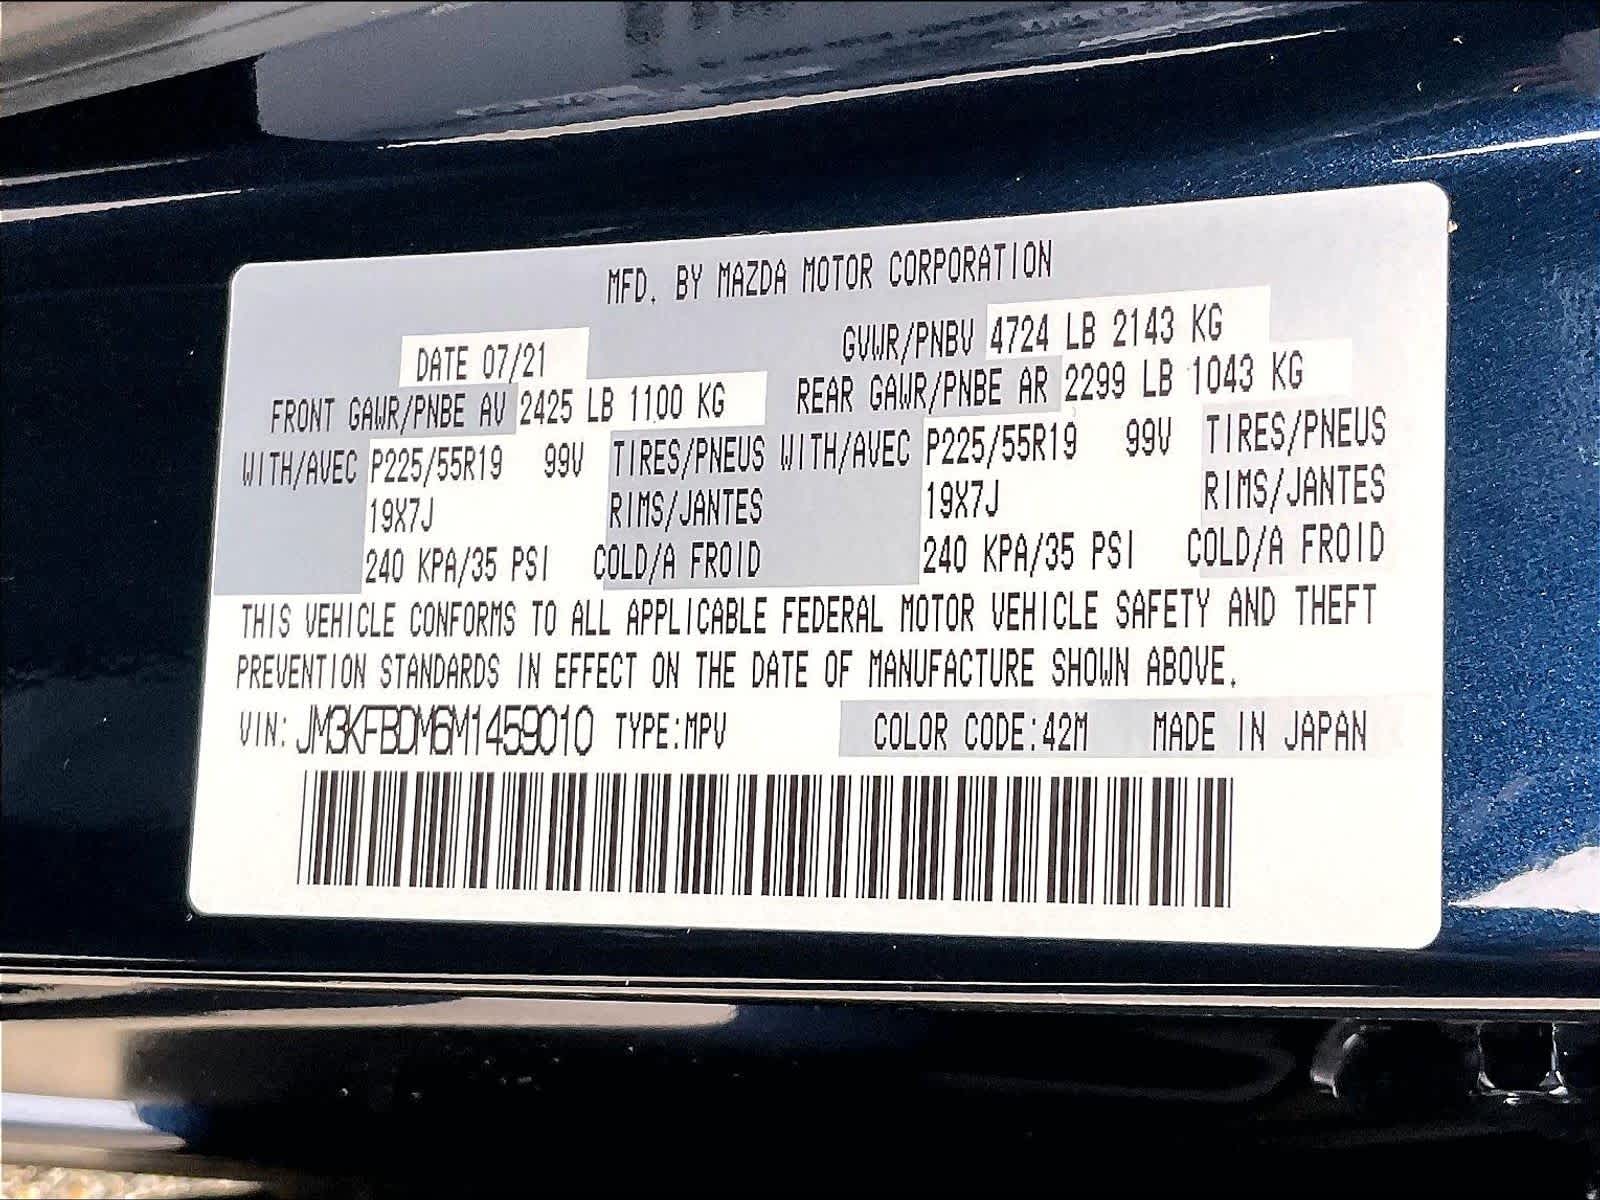 MFD. BY MAZDA MOTOR CORPORATION
DATE 07/21 GVWR/PNBV 4724 LB 2143 KG
FRONT GAWR/PNBE AV 2425 LB 1100 KG REAR GAWR/PNBE AR 2299 LB 1043 KG
WITH/AVEC P225/55R19 99V TIRES/PNEUS WITH/AVEC P225/55R19 99V TIRES/PNEUS
19X7J RIMS/JANTES 19X7J RIMS/JANTES
240 KPA/35 PSI COLD/A FROID 240 KPA/35 PSI COLD/A FROID
THIS VEHICLE CONFORMS TO ALL APPLICABLE FEDERAL MOTOR VEHICLE SAFETY AND THEFT
PREVENTION STANDARDS IN EFFECT ON THE DATE OF MANUFACTURE SHOWN ABOVE.
VIN: JM3KFBDM6M1459010 TYPE:MPV COLOR CODE:42M MADE IN JAPAN